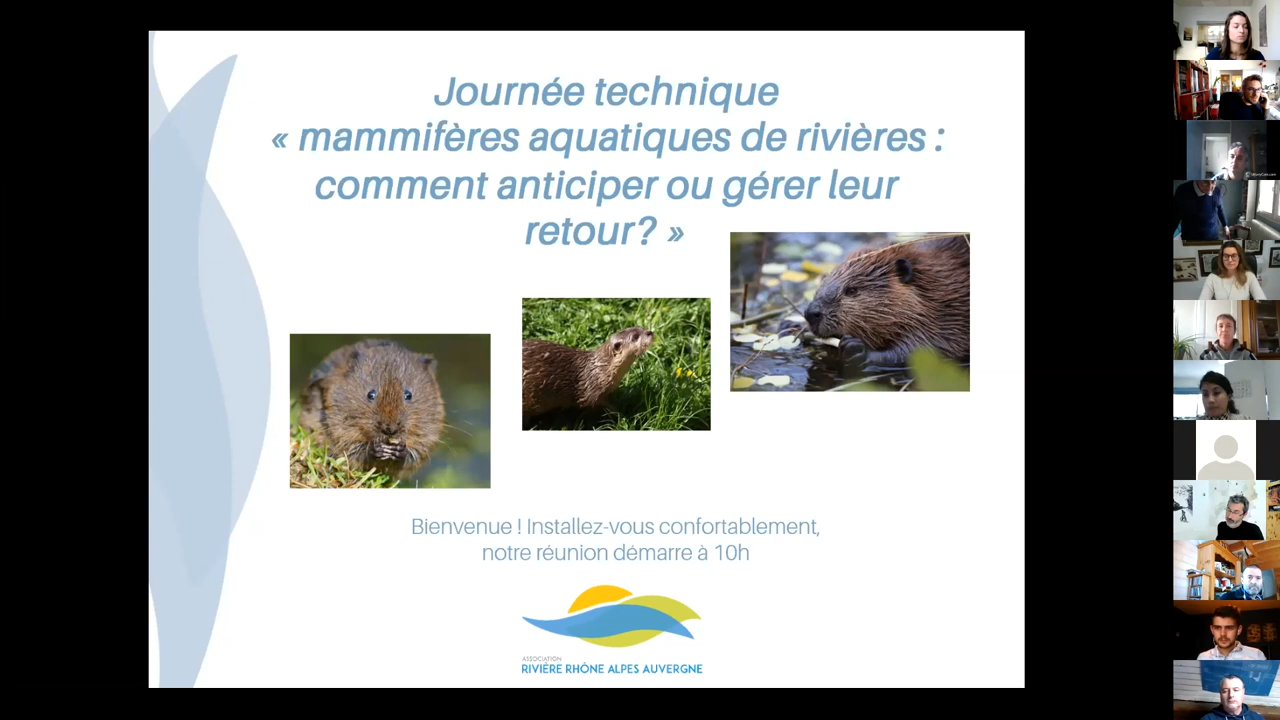 Journée technique
« mammifères aquatiques de rivières :
comment anticiper ou gérer leur
retour? »
Bienvenue ! Installez-vous confortablement,
notre réunion démarre à 10h
ASSOCIATION
RIVIÈRE RHÔNE ALPES AUVERGNE